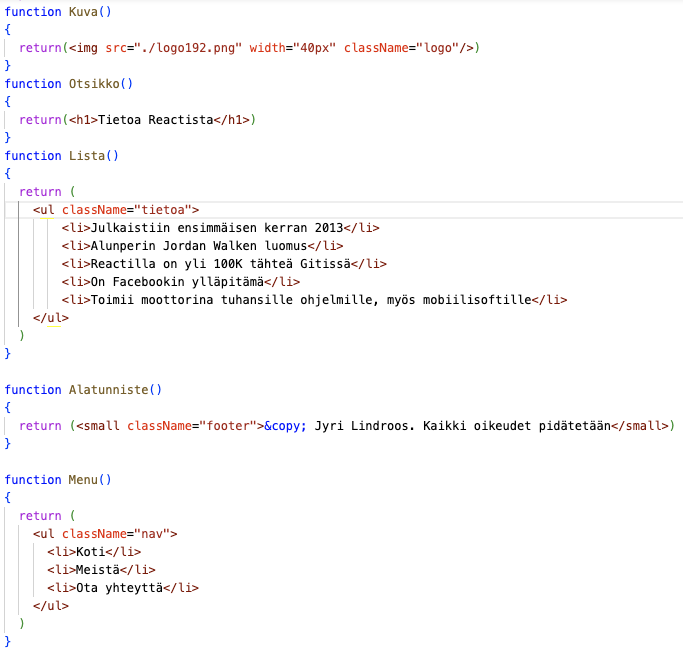 function Kuva()
{
  return(<img src="./logo192.png" width="40px" className="logo"/>)
}
function Otsikko()
{
  return(<h1>Tietoa Reactista</h1>)
}
function Lista()
{
  return (
    <ul className="tietoa">
        <li>Julkaistiin ensimmäisen kerran 2013</li>
        <li>Alunperin Jordan Walken luomus</li>
        <li>Reactilla on yli 100K tähteä Gitissä</li>
        <li>On Facebookin ylläpitämä</li>
        <li>Toimii moottorina tuhansille ohjelmille, myös mobiilisoftille</li>
    </ul>
  )
}

function Alatunniste()
{
  return (<small className="footer">&copy; Jyri Lindroos. Kaikki oikeudet pidätetään</small>)
}

function Menu()
{
  return (
    <ul className="nav">
      <li>Koti</li>
      <li>Meistä</li>
      <li>Ota yhteyttä</li>
    </ul>
  )
}